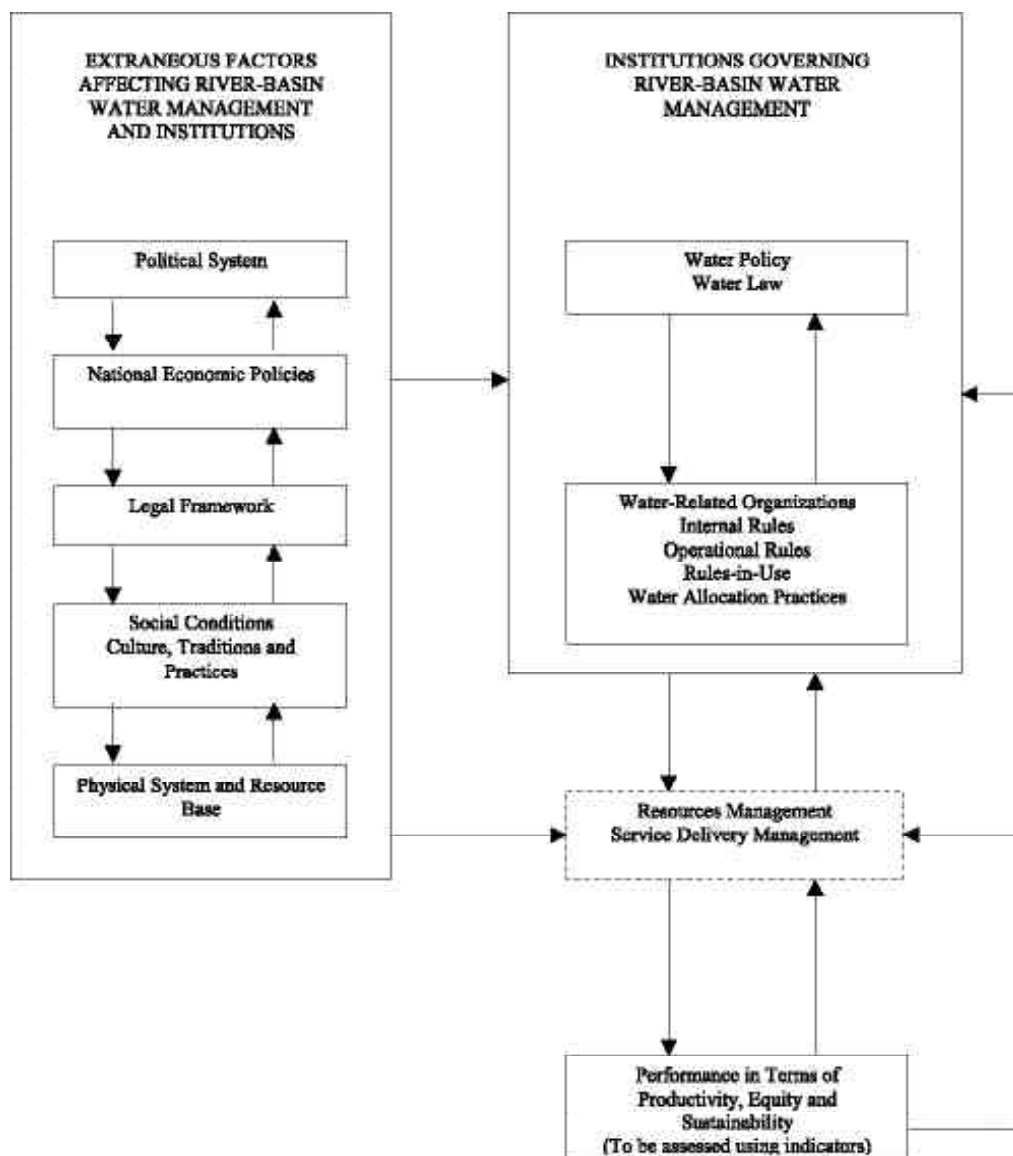 EXTRANEOUS FACTORS
AFFECTING RIVER-BASIN
WATER MANAGEMENT
AND INSTITUTIONS
Political System
National Economic Policies
Legal Framework
Social Conditions
Culture, Traditions and
Practices
Physical System and Resource
Base
INSTITUTIONS GOVERNING
RIVER-BASIN WATER
MANAGEMENT
Water Policy
Water Law
Water-Related Organizations
Internal Rules
Operational Rules
Rules-in-Use
Water Allocation Practices
Resources Management
Service Delivery Management
Performance in Terms of
Productivity, Equity and
Sustainability
(To be assessed using indicators)